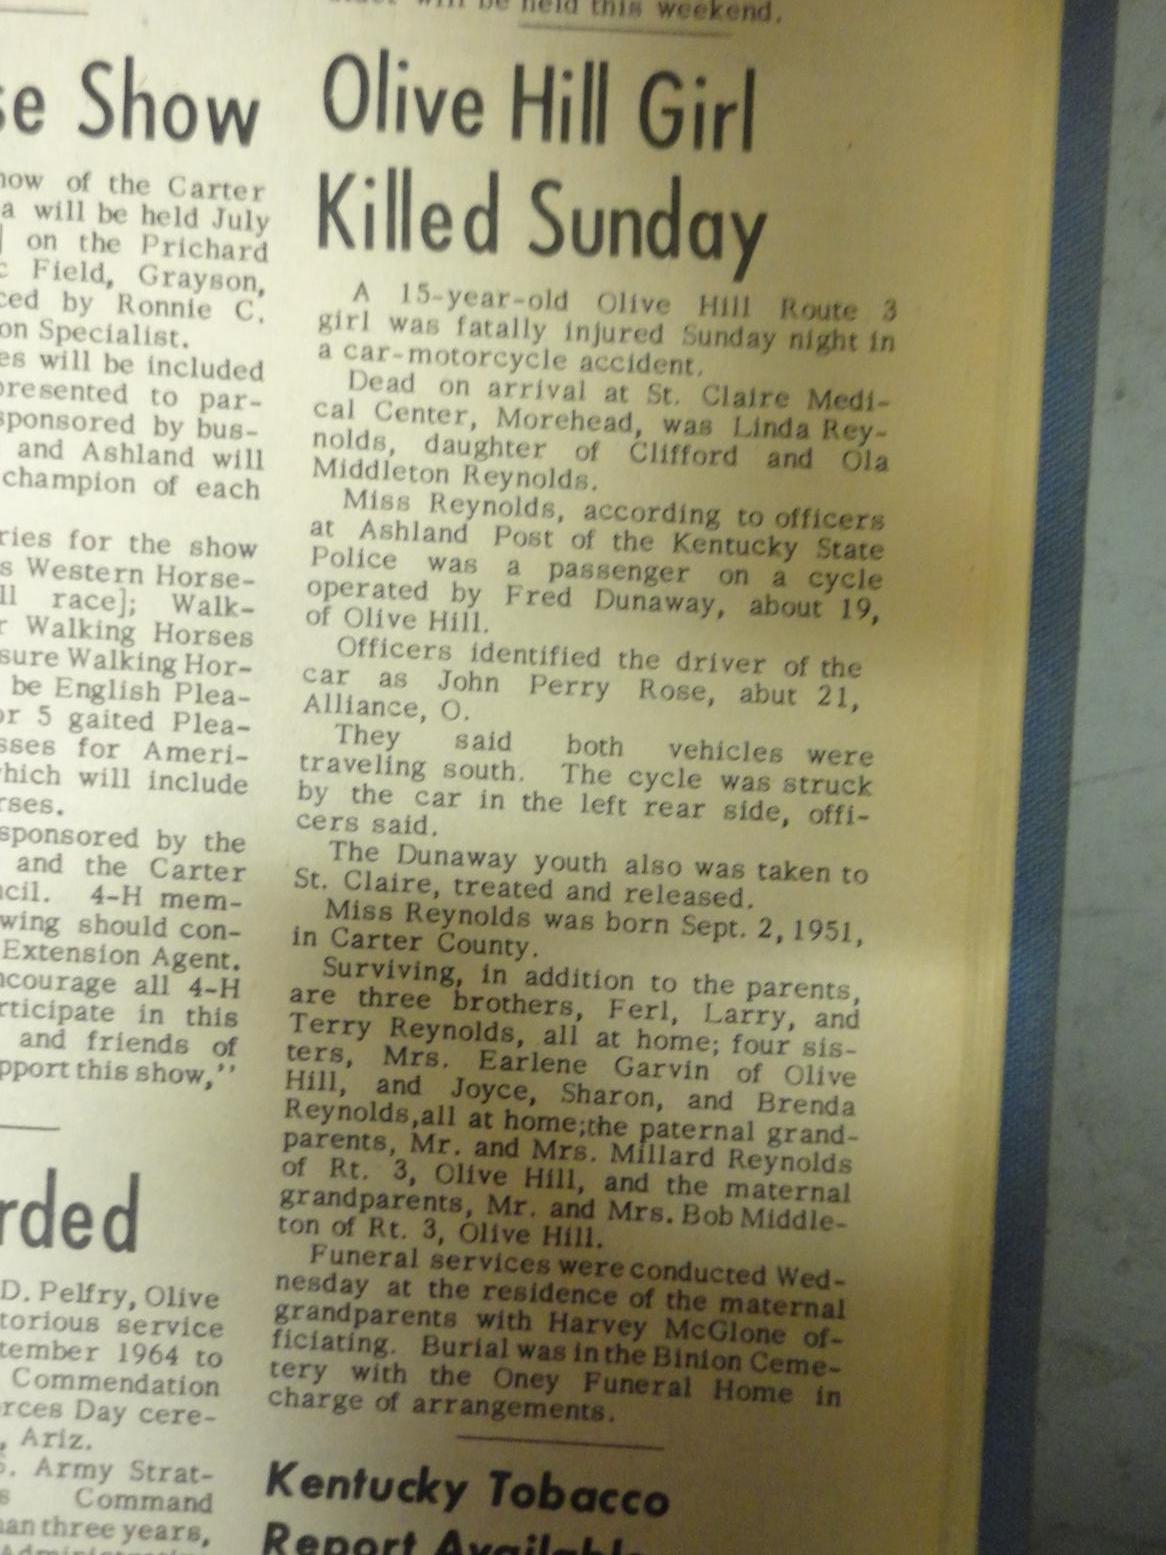 will be held this weekend.
se Show
how of the Carter
a will be held July
] on the Prichard
c Field, Grayson,
ced by Ronnie C.
on Specialist.
es will be included
presented to par-
sponsored by bus-
and Ashland will
champion of each
ries for the show
s Western Horse-
ll race]; Walk-
r Walking Horses
sure Walking Hor-
be English Plea-
or 5 gaited Plea-
sses for Ameri-
which will include
rses.
sponsored by the
and the Carter
ncil. 4-H mem-
wing should con-
Extension Agent.
ncourage all 4-H
articipate in this
and friends of
pport this show,"
rded
D. Pelfry, Olive
torious service
tember 1964 to
Commendation
orces Day cere-
, Ariz.
S. Army Strat-
s Command
han three years,
Olive Hill Girl
Killed Sunday
A 15-year-old Olive Hill Route 3
girl was fatally injured Sunday night in
a car-motorcycle accident.
Dead on arrival at St. Claire Medi-
cal Center, Morehead, was Linda Rey-
nolds, daughter of Clifford and Ola
Middleton Reynolds.
Miss Reynolds, according to officers
at Ashland Post of the Kentucky State
Police was a passenger on a cycle
operated by Fred Dunaway, about 19,
of Olive Hill.
Officers identified the driver of the
car as John Perry Rose, abut 21,
Alliance, O.
They said both vehicles were
traveling south. The cycle was struck
by the car in the left rear side, offi-
cers said.
The Dunaway youth also was taken to
St. Claire, treated and released.
Miss Reynolds was born Sept. 2, 1951,
in Carter County.
Surviving, in addition to the parents,
are three brothers, Ferl, Larry, and
Terry Reynolds, all at home; four sis-
ters, Mrs. Earlene Garvin of Olive
Hill, and Joyce, Sharon, and Brenda
Reynolds,all at home;the paternal grand-
parents, Mr. and Mrs. Millard Reynolds
of Rt. 3, Olive Hill, and the maternal
grandparents, Mr. and Mrs. Bob Middle-
ton of Rt. 3, Olive Hill.
Funeral services were conducted Wed-
nesday at the residence of the maternal
grandparents with Harvey McGlone of-
ficiating. Burial was in the Binion Ceme-
tery with the Oney Funeral Home in
charge of arrangements.
Kentucky Tobacco
Report Available